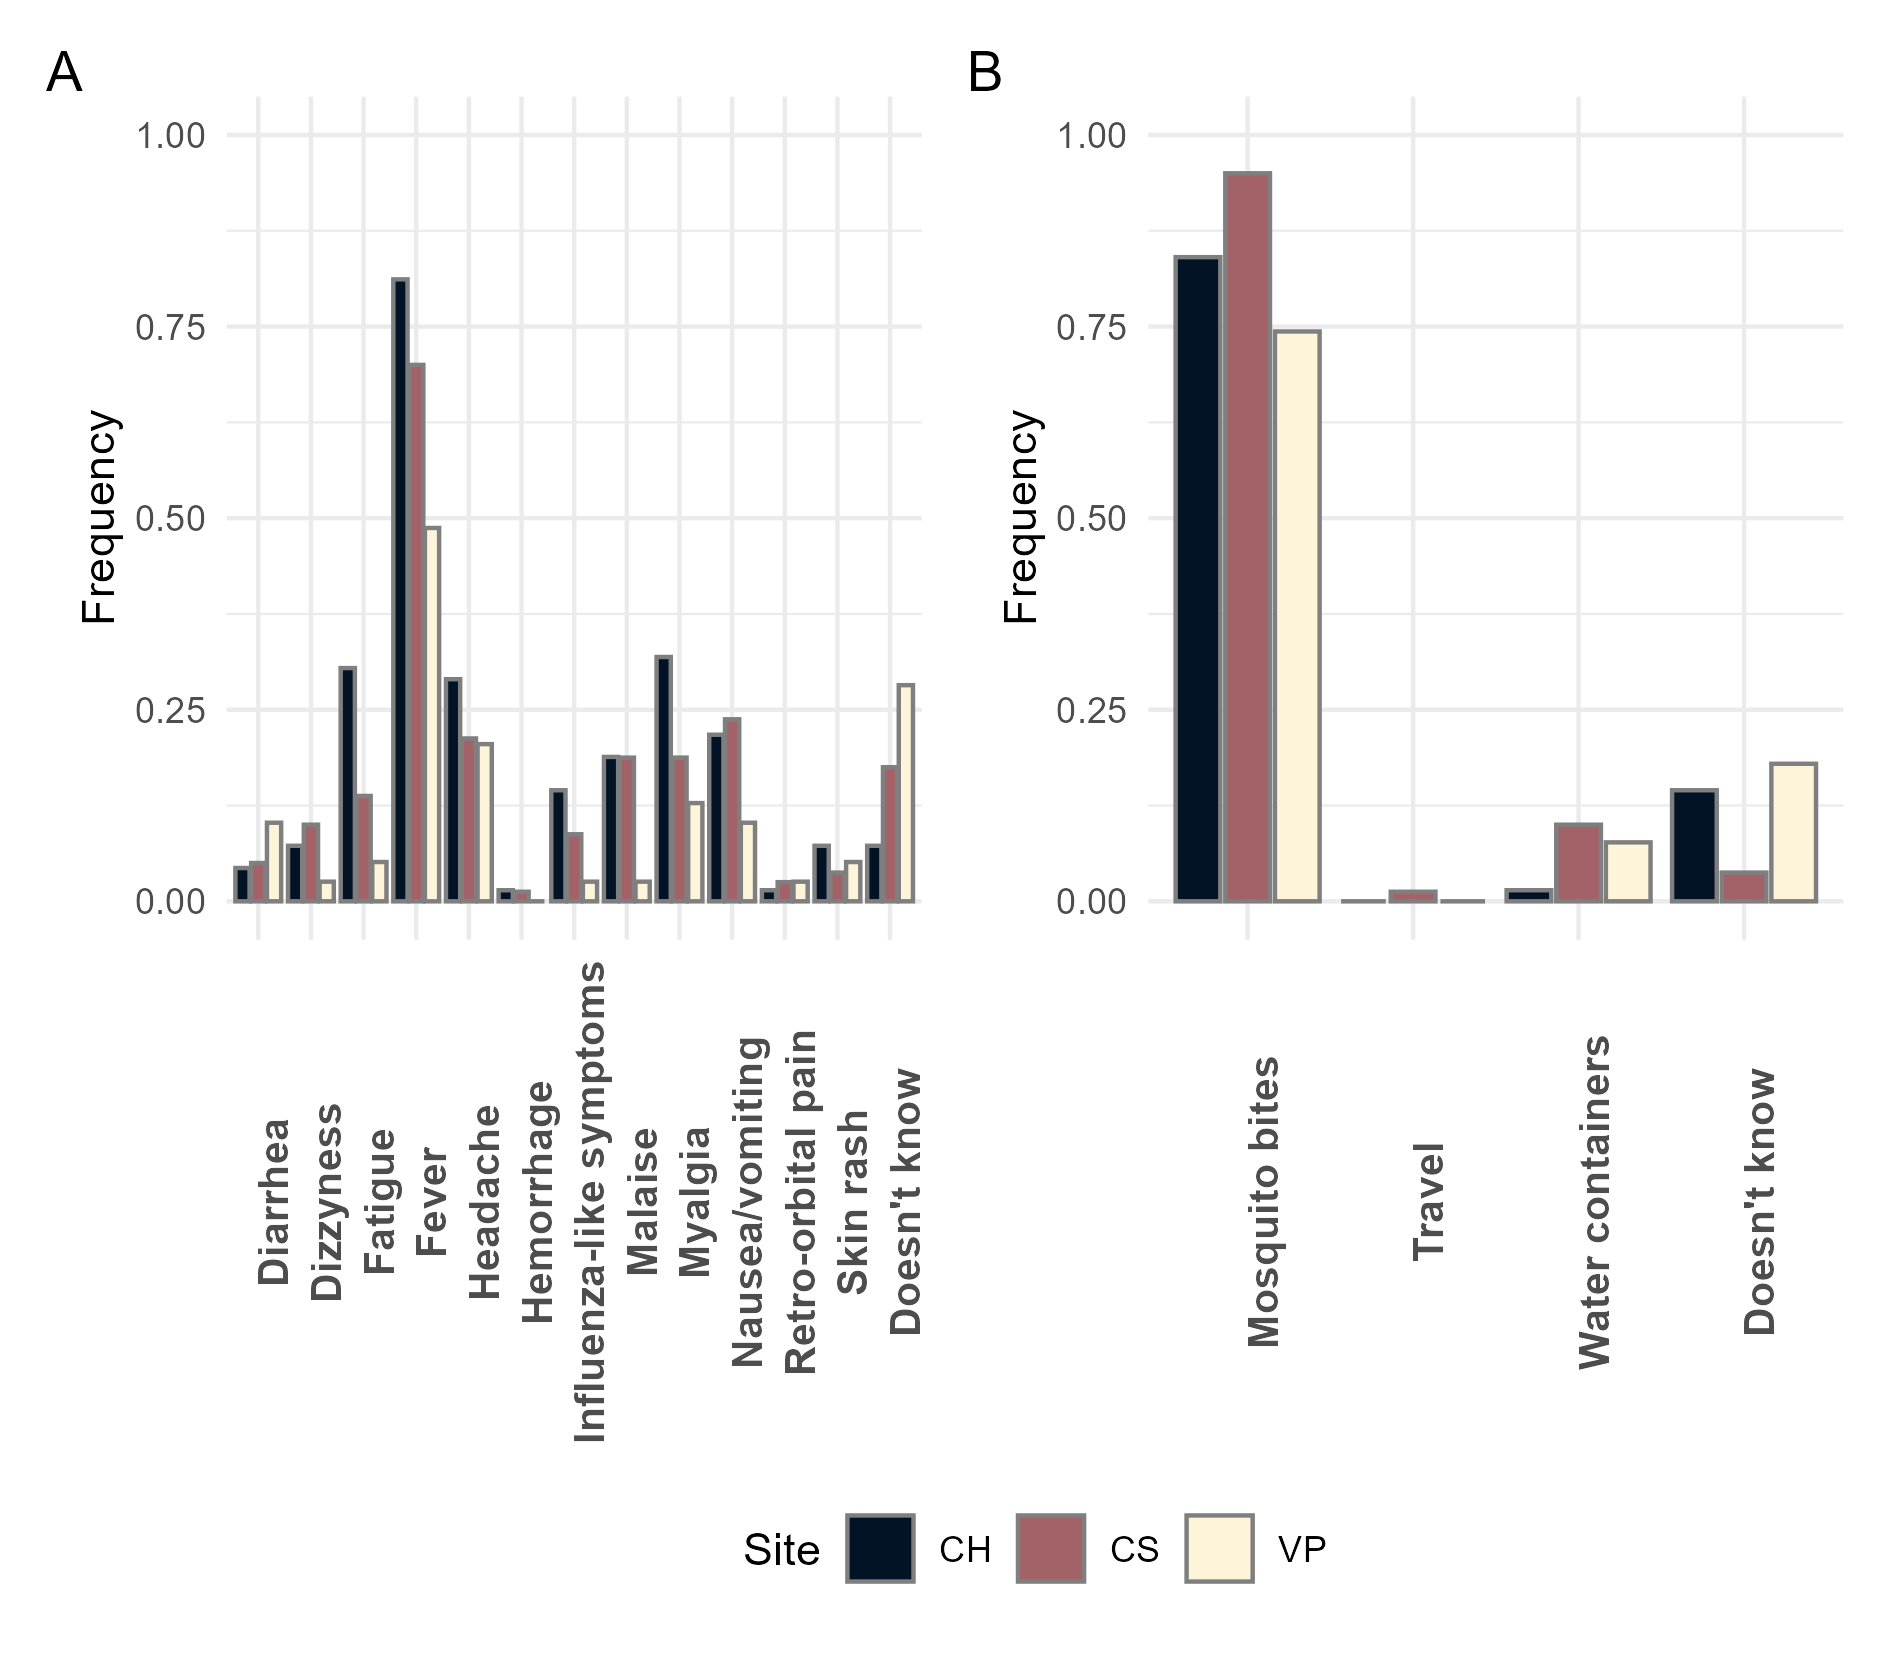 A
B
1.00
0.75
0.50
0.25
0.00
Frequency
Diarrhea
Dizzyness
Fatigue
Fever
Headache
Hemorrhage
Influenza-like symptoms
Malaise
Myalgia
Nausea/vomiting
Retro-orbital pain
Skin rash
Doesn't know
1.00
0.75
0.50
0.25
0.00
Frequency
Mosquito bites
Travel
Water containers
Doesn't know
Site CH CS VP